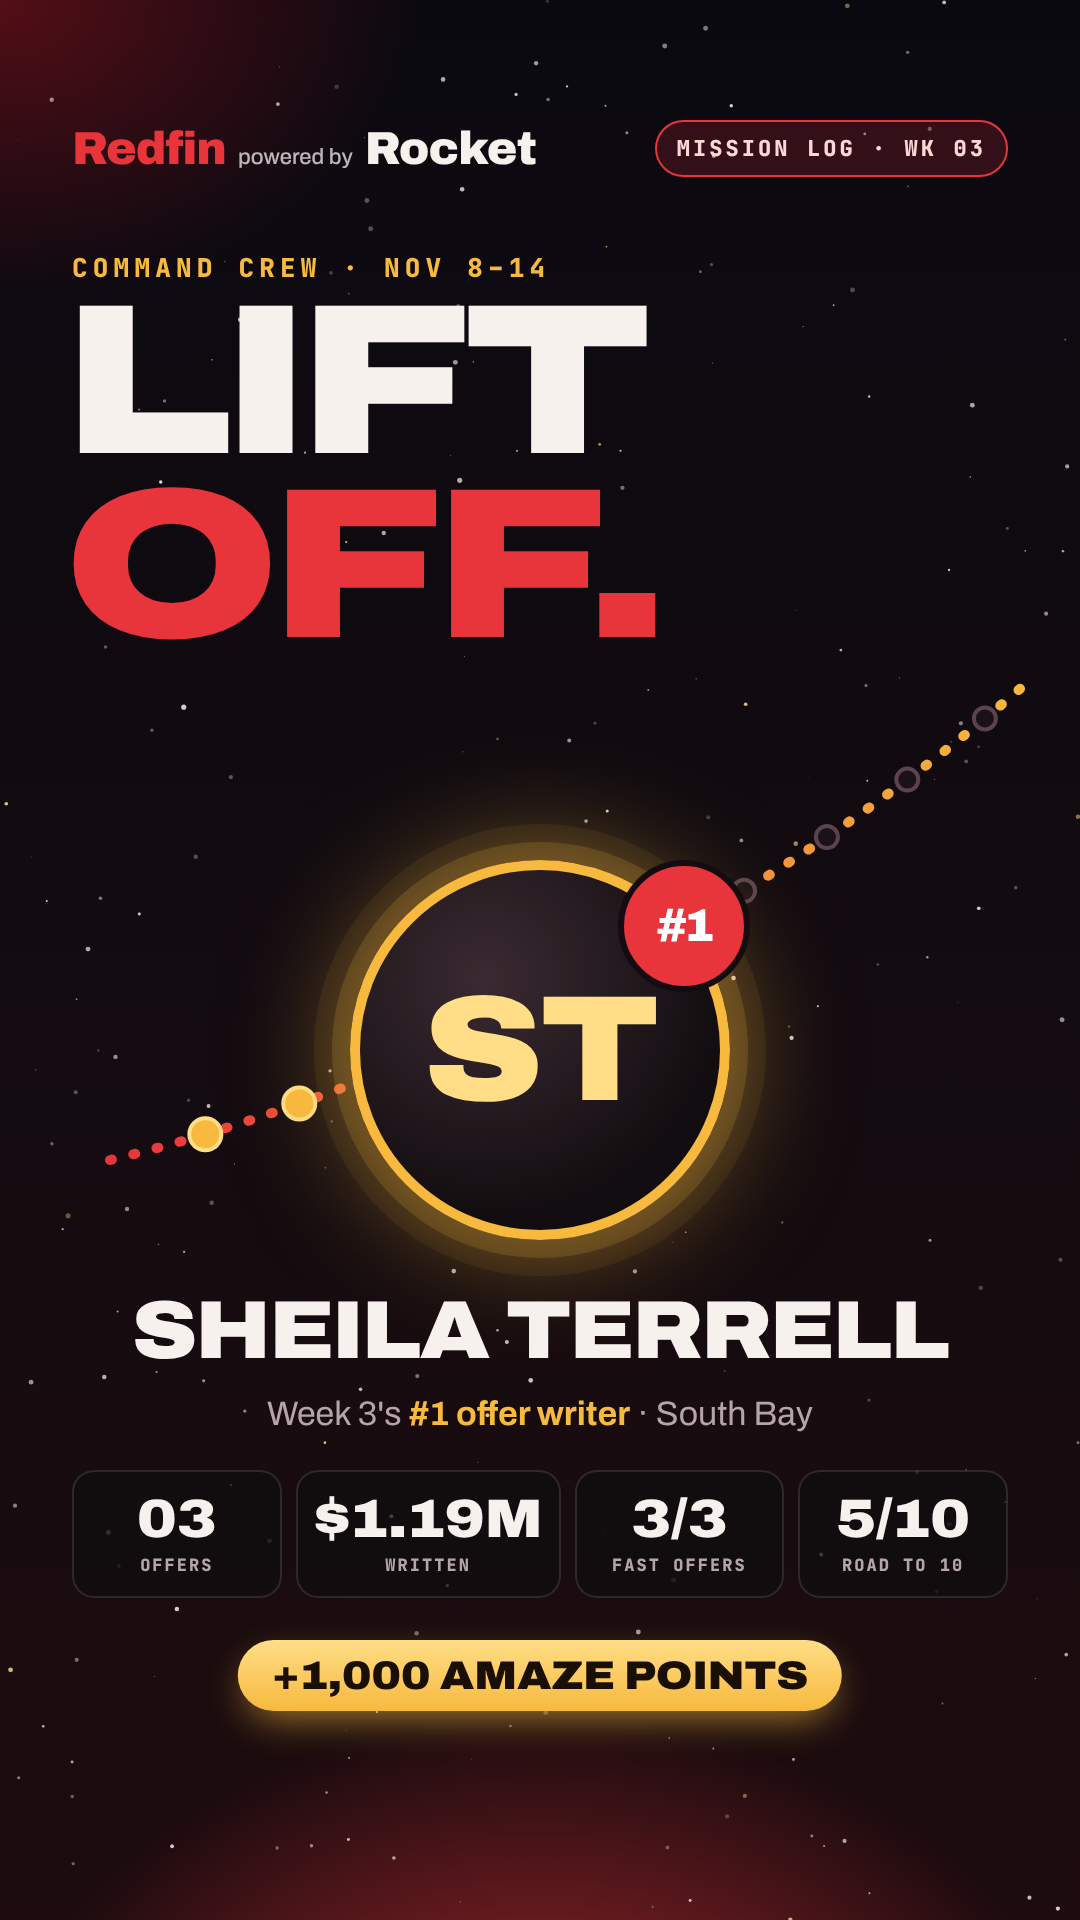 Redfin powered by Rocket
MISSION LOG · WK 03
COMMAND CREW · NOV 8–14
LIFT
OFF.
#1
ST
SHEILA TERRELL
Week 3's #1 offer writer · South Bay
03
OFFERS
$1.19M
WRITTEN
3/3
FAST OFFERS
5/10
ROAD TO 10
+1,000 AMAZE POINTS